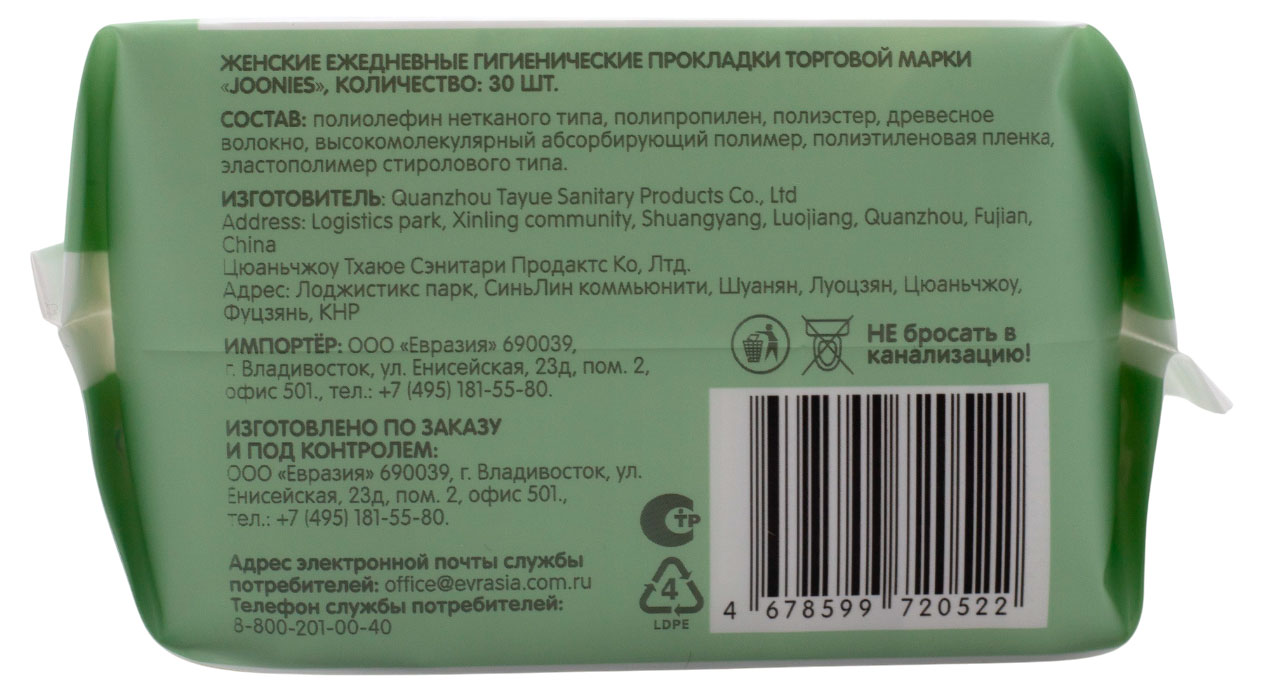 ЖЕНСКИЕ ЕЖЕДНЕВНЫЕ ГИГИЕНИЧЕСКИЕ ПРОКЛАДКИ ТОРГОВОЙ МАРКИ
«JOONIES», КОЛИЧЕСТВО: 30 ШТ.
СОСТАВ: полиолефин нетканого типа, полипропилен, полиэстер, древесное
волокно, высокомолекулярный абсорбирующий полимер, полиэтиленовая пленка,
эластополимер стиролового типа.
ИЗГОТОВИТЕЛЬ: Quanzhou Tayue Sanitary Products Co., Ltd
Address: Logistics park, Xinling community, Shuangyang, Luojiang, Quanzhou, Fujian,
China
Цюаньчжоу Тхаюе Сэнитари Продактс Ко, Лтд.
Адрес: Лоджистикс парк, СиньЛин коммьюнити, Шуанян, Луоцзян, Цюаньчжоу,
Фуцзянь, КНР
ИМПОРТЁР: ООО «Евразия» 690039,
г. Владивосток, ул. Енисейская, 23д, пом. 2,
офис 501., тел.: +7 (495) 181-55-80.
ИЗГОТОВЛЕНО ПО ЗАКАЗУ
И ПОД КОНТРОЛЕМ:
ООО «Евразия» 690039, г. Владивосток, ул.
Енисейская, 23д, пом. 2, офис 501.,
тел.: +7 (495) 181-55-80.
Адрес электронной почты службы
потребителей: office@evrasia.com.ru
Телефон службы потребителей:
8-800-201-00-40
НЕ бросать в
канализацию!
СТР
4
LDPE
4 678599 720522